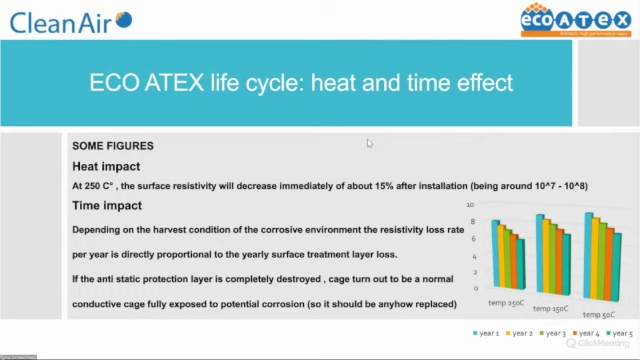 CleanAir
ecoATEX
ECO ATEX life cycle: heat and time effect
SOME FIGURES
Heat impact
At 250 C° , the surface resistivity will decrease immediately of about 15% after installation (being around 10^7 - 10^8)
Time impact
Depending on the harvest condition of the corrosive environment the resistivity loss rate
per year is directly proportional to the yearly surface treatment layer loss.
If the anti static protection layer is completely destroyed , cage turn out to be a normal
conductive cage fully exposed to potential corrosion (so it should be anyhow replaced)
10
8
6
4
2
0
temp 250C
temp 150C
temp 50C
year 1 year 2 year 3 year 4 year 5
ClickMeeting